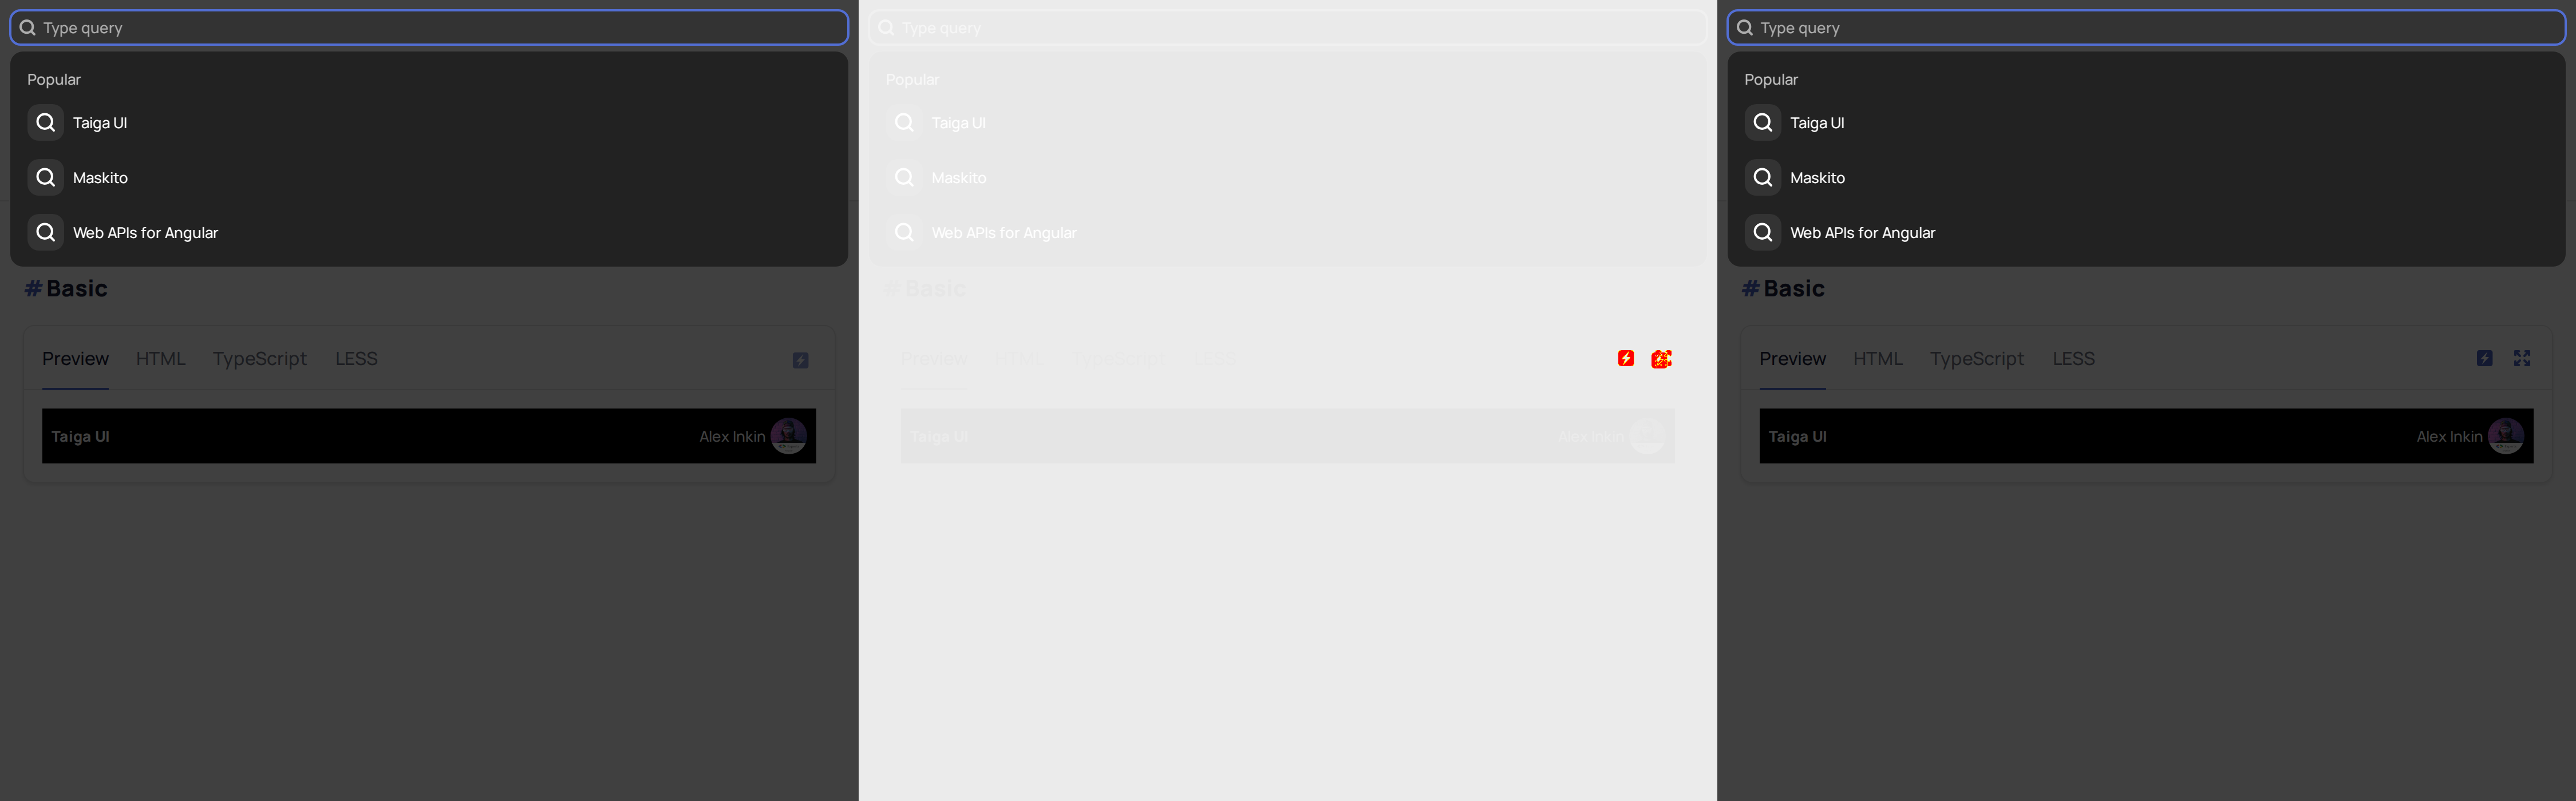 Type query
Popular
Taiga UI
Maskito
Web APIs for Angular
# Basic
Preview HTML TypeScript LESS
Taiga UI Alex Inkin
Type query
Popular
Taiga UI
Maskito
Web APIs for Angular
# Basic
Preview HTML TypeScript LESS
Taiga UI Alex Inkin
Type query
Popular
Taiga UI
Maskito
Web APIs for Angular
# Basic
Preview HTML TypeScript LESS
Taiga UI Alex Inkin